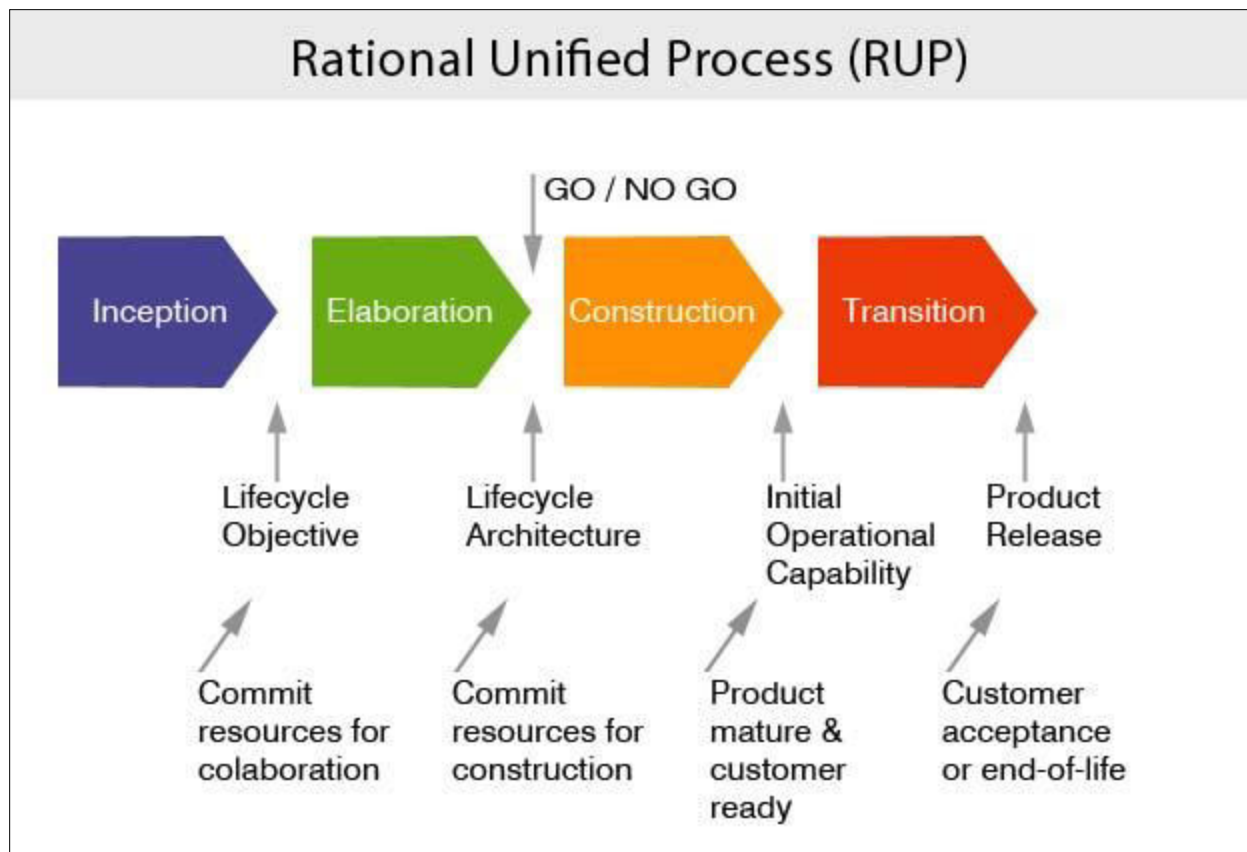 Rational Unified Process (RUP)
GO / NO GO
Inception
Elaboration
Construction
Transition
Lifecycle
Objective
Lifecycle
Architecture
Initial
Operational
Capability
Product
Release
Commit
resources for
colaboration
Commit
resources for
construction
Product
mature &
customer
ready
Customer
acceptance
or end-of-life